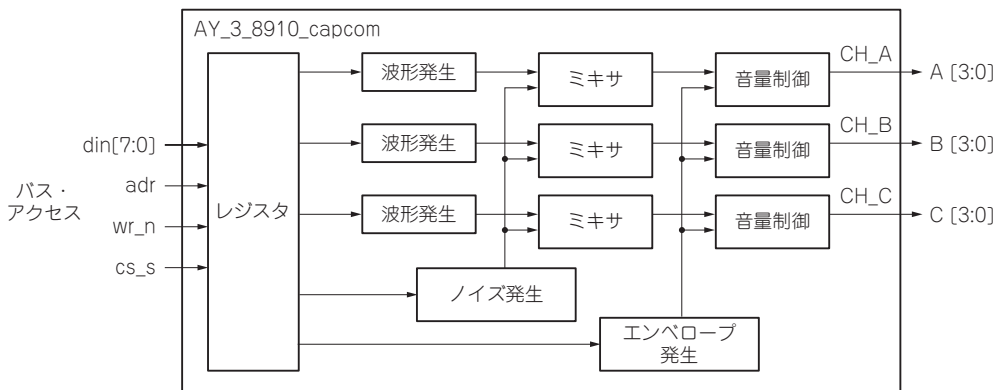 AY_3_8910_capcom
波形発生
ミキサ
音量制御
CH_A
A [3:0]
din[7:0]
波形発生
ミキサ
音量制御
CH_B
B [3:0]
バス・
アクセス
adr
レジスタ
wr_n
波形発生
ミキサ
音量制御
CH_C
C [3:0]
cs_s
ノイズ発生
エンベロープ
発生